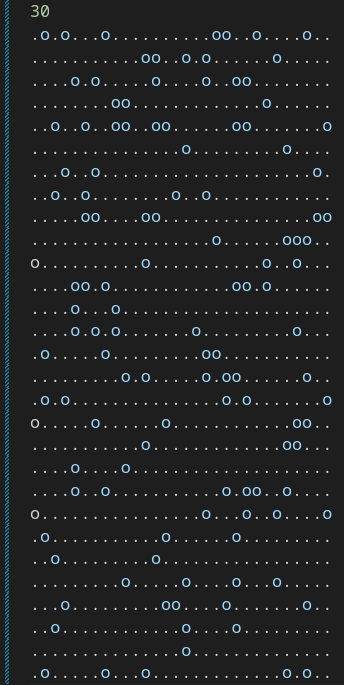 30
.o.o...o..........oo..o....o..
...........oo..o.o......o.....
....o.o.....o....o..oo........
........oo.............o......
..o..o..oo..oo......oo.......o
...............o.........o....
...o..o.....................o.
..o..o........o..o............
.....oo....oo...............oo
..................o......ooo..
o..........o...........o..o...
....oo.o............oo.o......
....o...o.....................
....o.o.o.......o.........o...
.o.....o.........oo...........
.........o.o.....o.oo......o..
.o.o...............o.o.......o
o.....o......o............oo..
...........o.............oo...
....o....o....................
....o..o...........o.oo..o....
o................o...o..o....o
.o...........o......o.........
..o.........o.................
.........o.....o....o...o.....
...o.........oo....o.......o..
..o............o....o.........
...............o..............
.o.....o...o.............o.o..